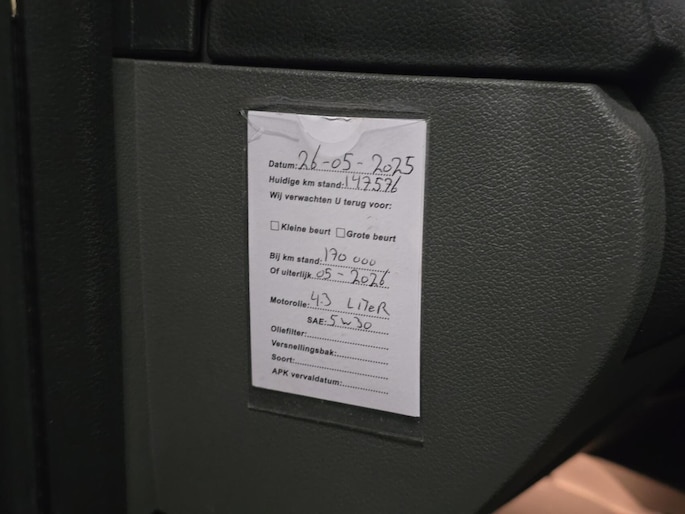 Datum: 26-05-2025
Huidige km stand: 147576
Wij verwachten U terug voor:
Kleine beurt Grote beurt
Bij km stand: 170 000
Of uiterlijk 05-2026
Motorolie: 4.3 LiTeR
SAE: 5w30
Oliefilter:
Versnellingsbak:
Soort:
APK vervaldatum: